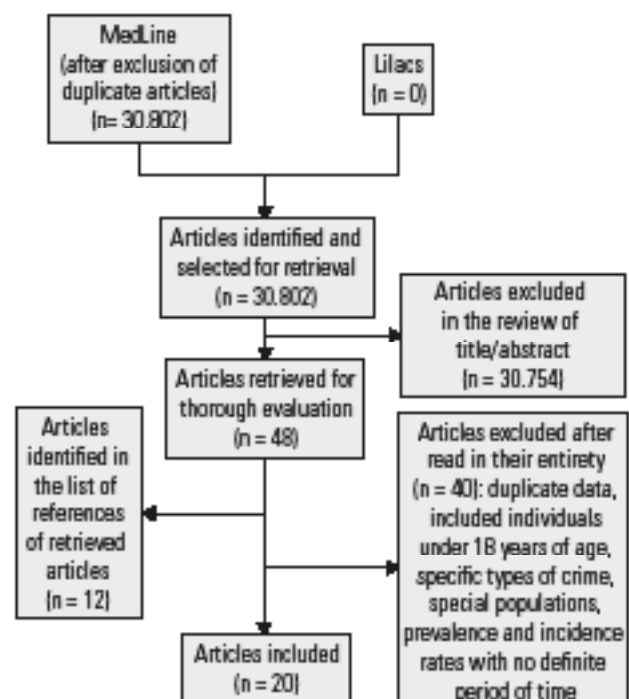 MedLine
(after exclusion of
duplicate articles)
(n= 30.802)
Lilacs
(n = 0)
Articles identified and
selected for retrieval
(n = 30.802)
Articles excluded
in the review of
title/abstract
(n = 30.754)
Articles retrieved for
thorough evaluation
(n = 48)
Articles
identified in
the list of
references
of retrieved
articles
(n = 12)
Articles excluded after
read in their entirety
(n = 40): duplicate data,
included individuals
under 18 years of age,
specific types of crime,
special populations,
prevalence and incidence
rates with no definite
period of time
Articles included
(n = 20)